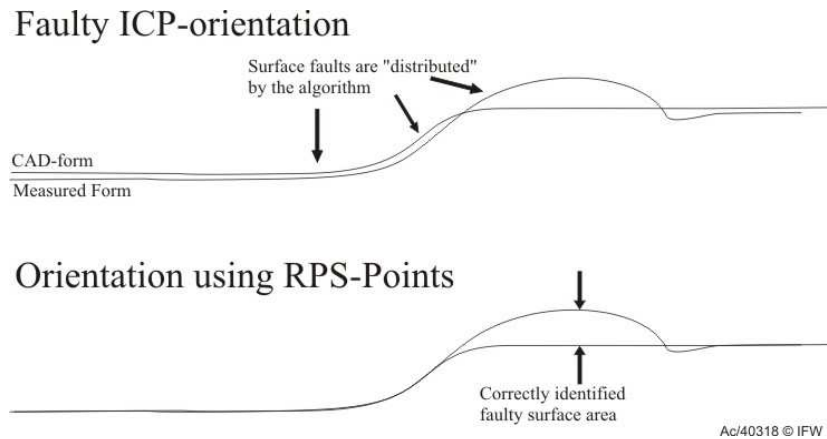 Faulty ICP-orientation
Surface faults are "distributed"
by the algorithm
CAD-form
Measured Form
Orientation using RPS-Points
Correctly identified
faulty surface area
Ac/40318 © IFW